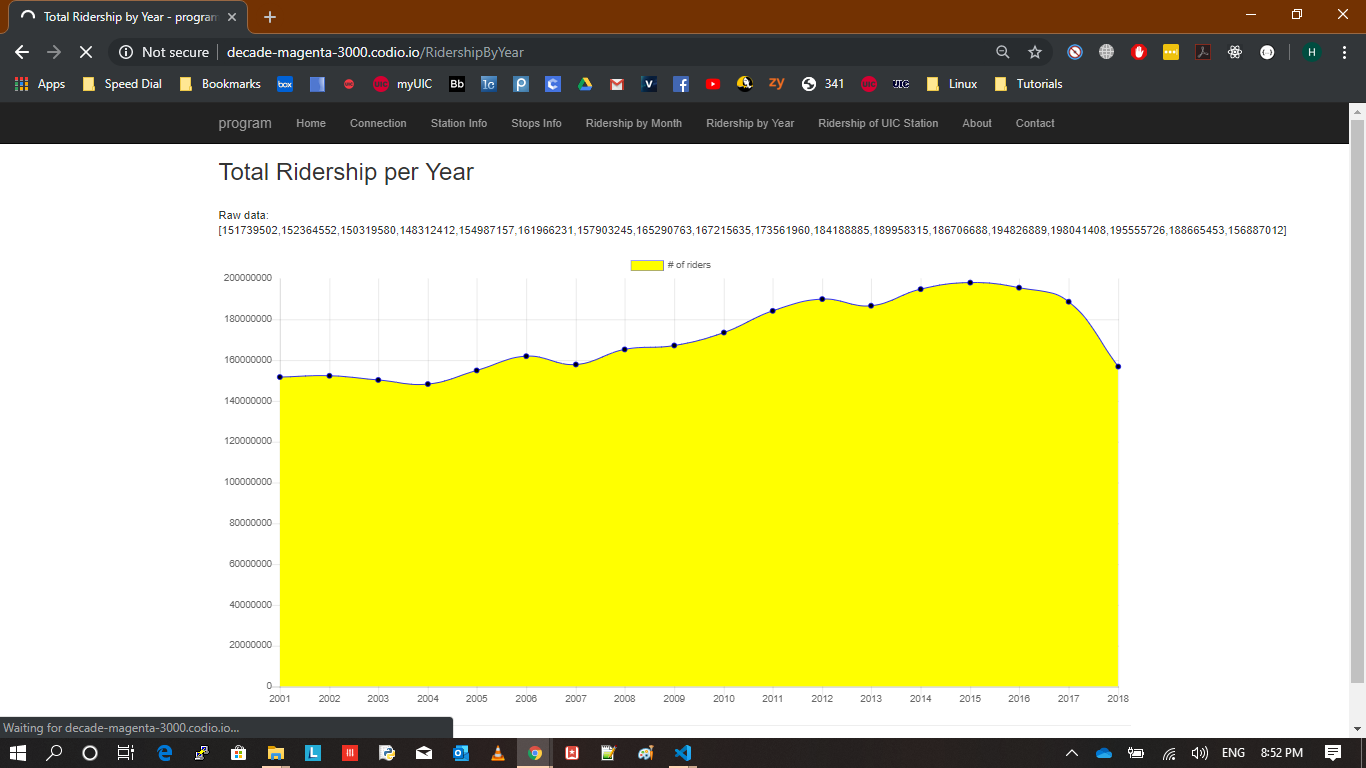 Total Ridership by Year - program
Not secure decade-magenta-3000.codio.io/RidershipByYear
H
Apps Speed Dial Bookmarks box myUIC Bb 1c P C V f zy 341 UIC Linux Tutorials
program Home Connection Station Info Stops Info Ridership by Month Ridership by Year Ridership of UIC Station About Contact
Total Ridership per Year
Raw data:
[151739502,152364552,150319580,148312412,154987157,161966231,157903245,165290763,167215635,173561960,184188885,189958315,186706688,194826889,198041408,195555726,188665453,156887012]
# of riders
200000000
180000000
160000000
140000000
120000000
100000000
80000000
60000000
40000000
20000000
0
2001 2002 2003 2004 2005 2006 2007 2008 2009 2010 2011 2012 2013 2014 2015 2016 2017 2018
Waiting for decade-magenta-3000.codio.io...
L ENG 8:52 PM